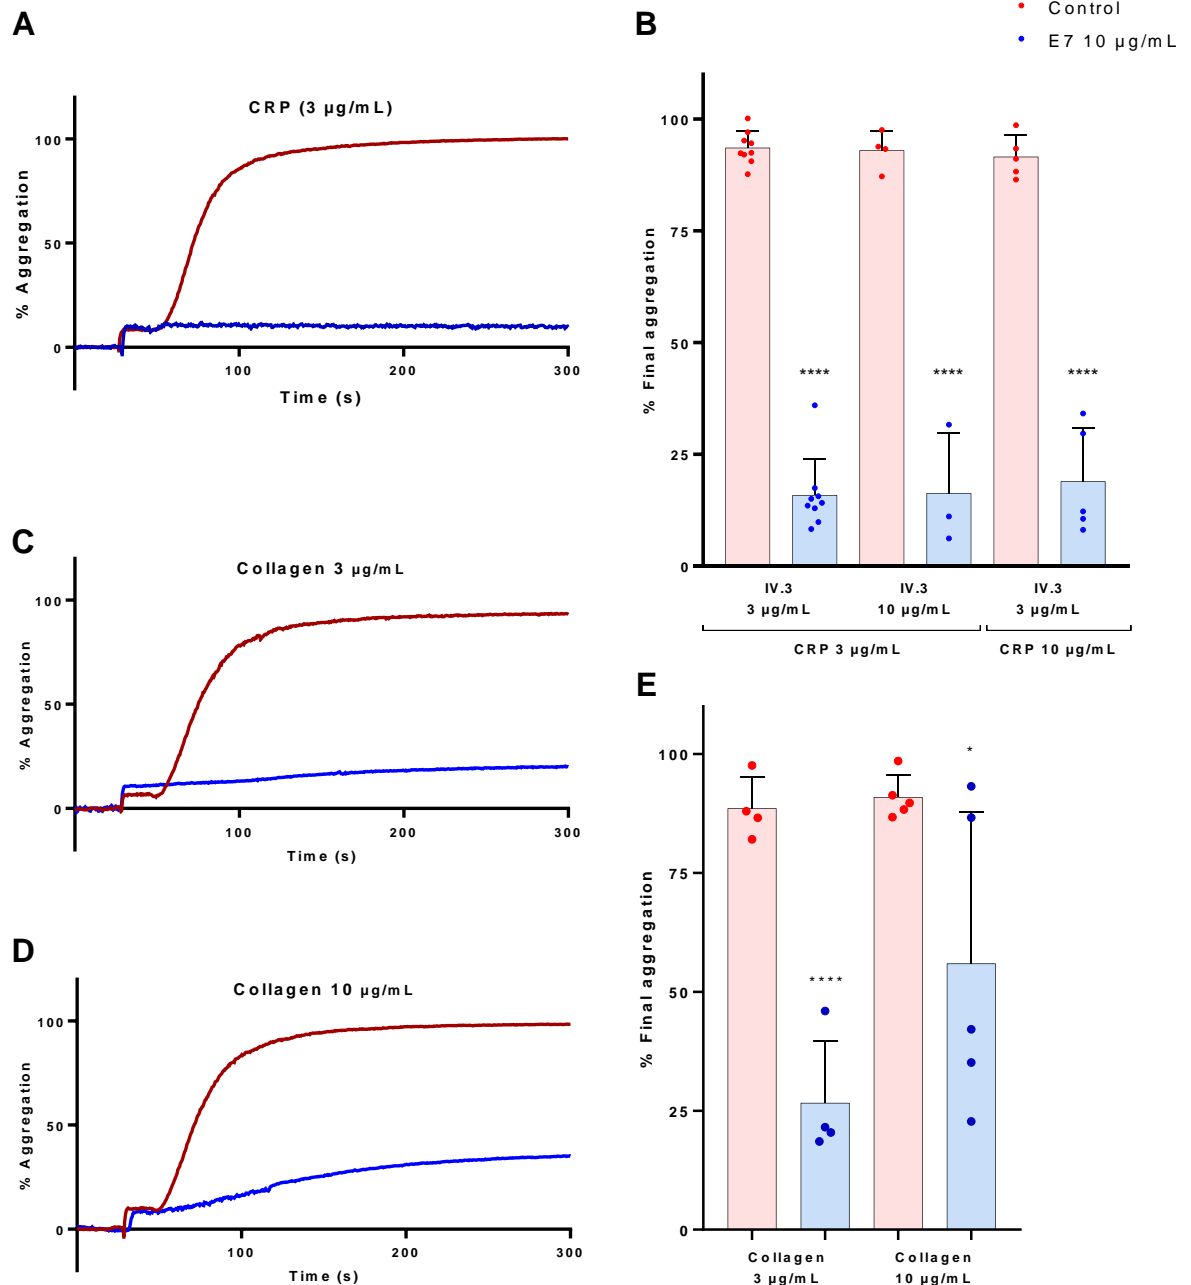 A
CRP (3 µg/mL)
% Aggregation
100
50
0
100
200
300
Time (s)
B
Control
E7 10 µg/mL
% Final aggregation
100
75
50
25
0
****
****
****
IV.3
3 µg/mL
IV.3
10 µg/mL
IV.3
3 µg/mL
CRP 3 µg/mL
CRP 10 µg/mL
C
Collagen 3 µg/mL
% Aggregation
100
50
0
100
200
300
Time (s)
D
Collagen 10 µg/mL
% Aggregation
100
50
0
100
200
300
Time (s)
E
% Final aggregation
100
75
50
25
0
****
*
Collagen
3 µg/mL
Collagen
10 µg/mL